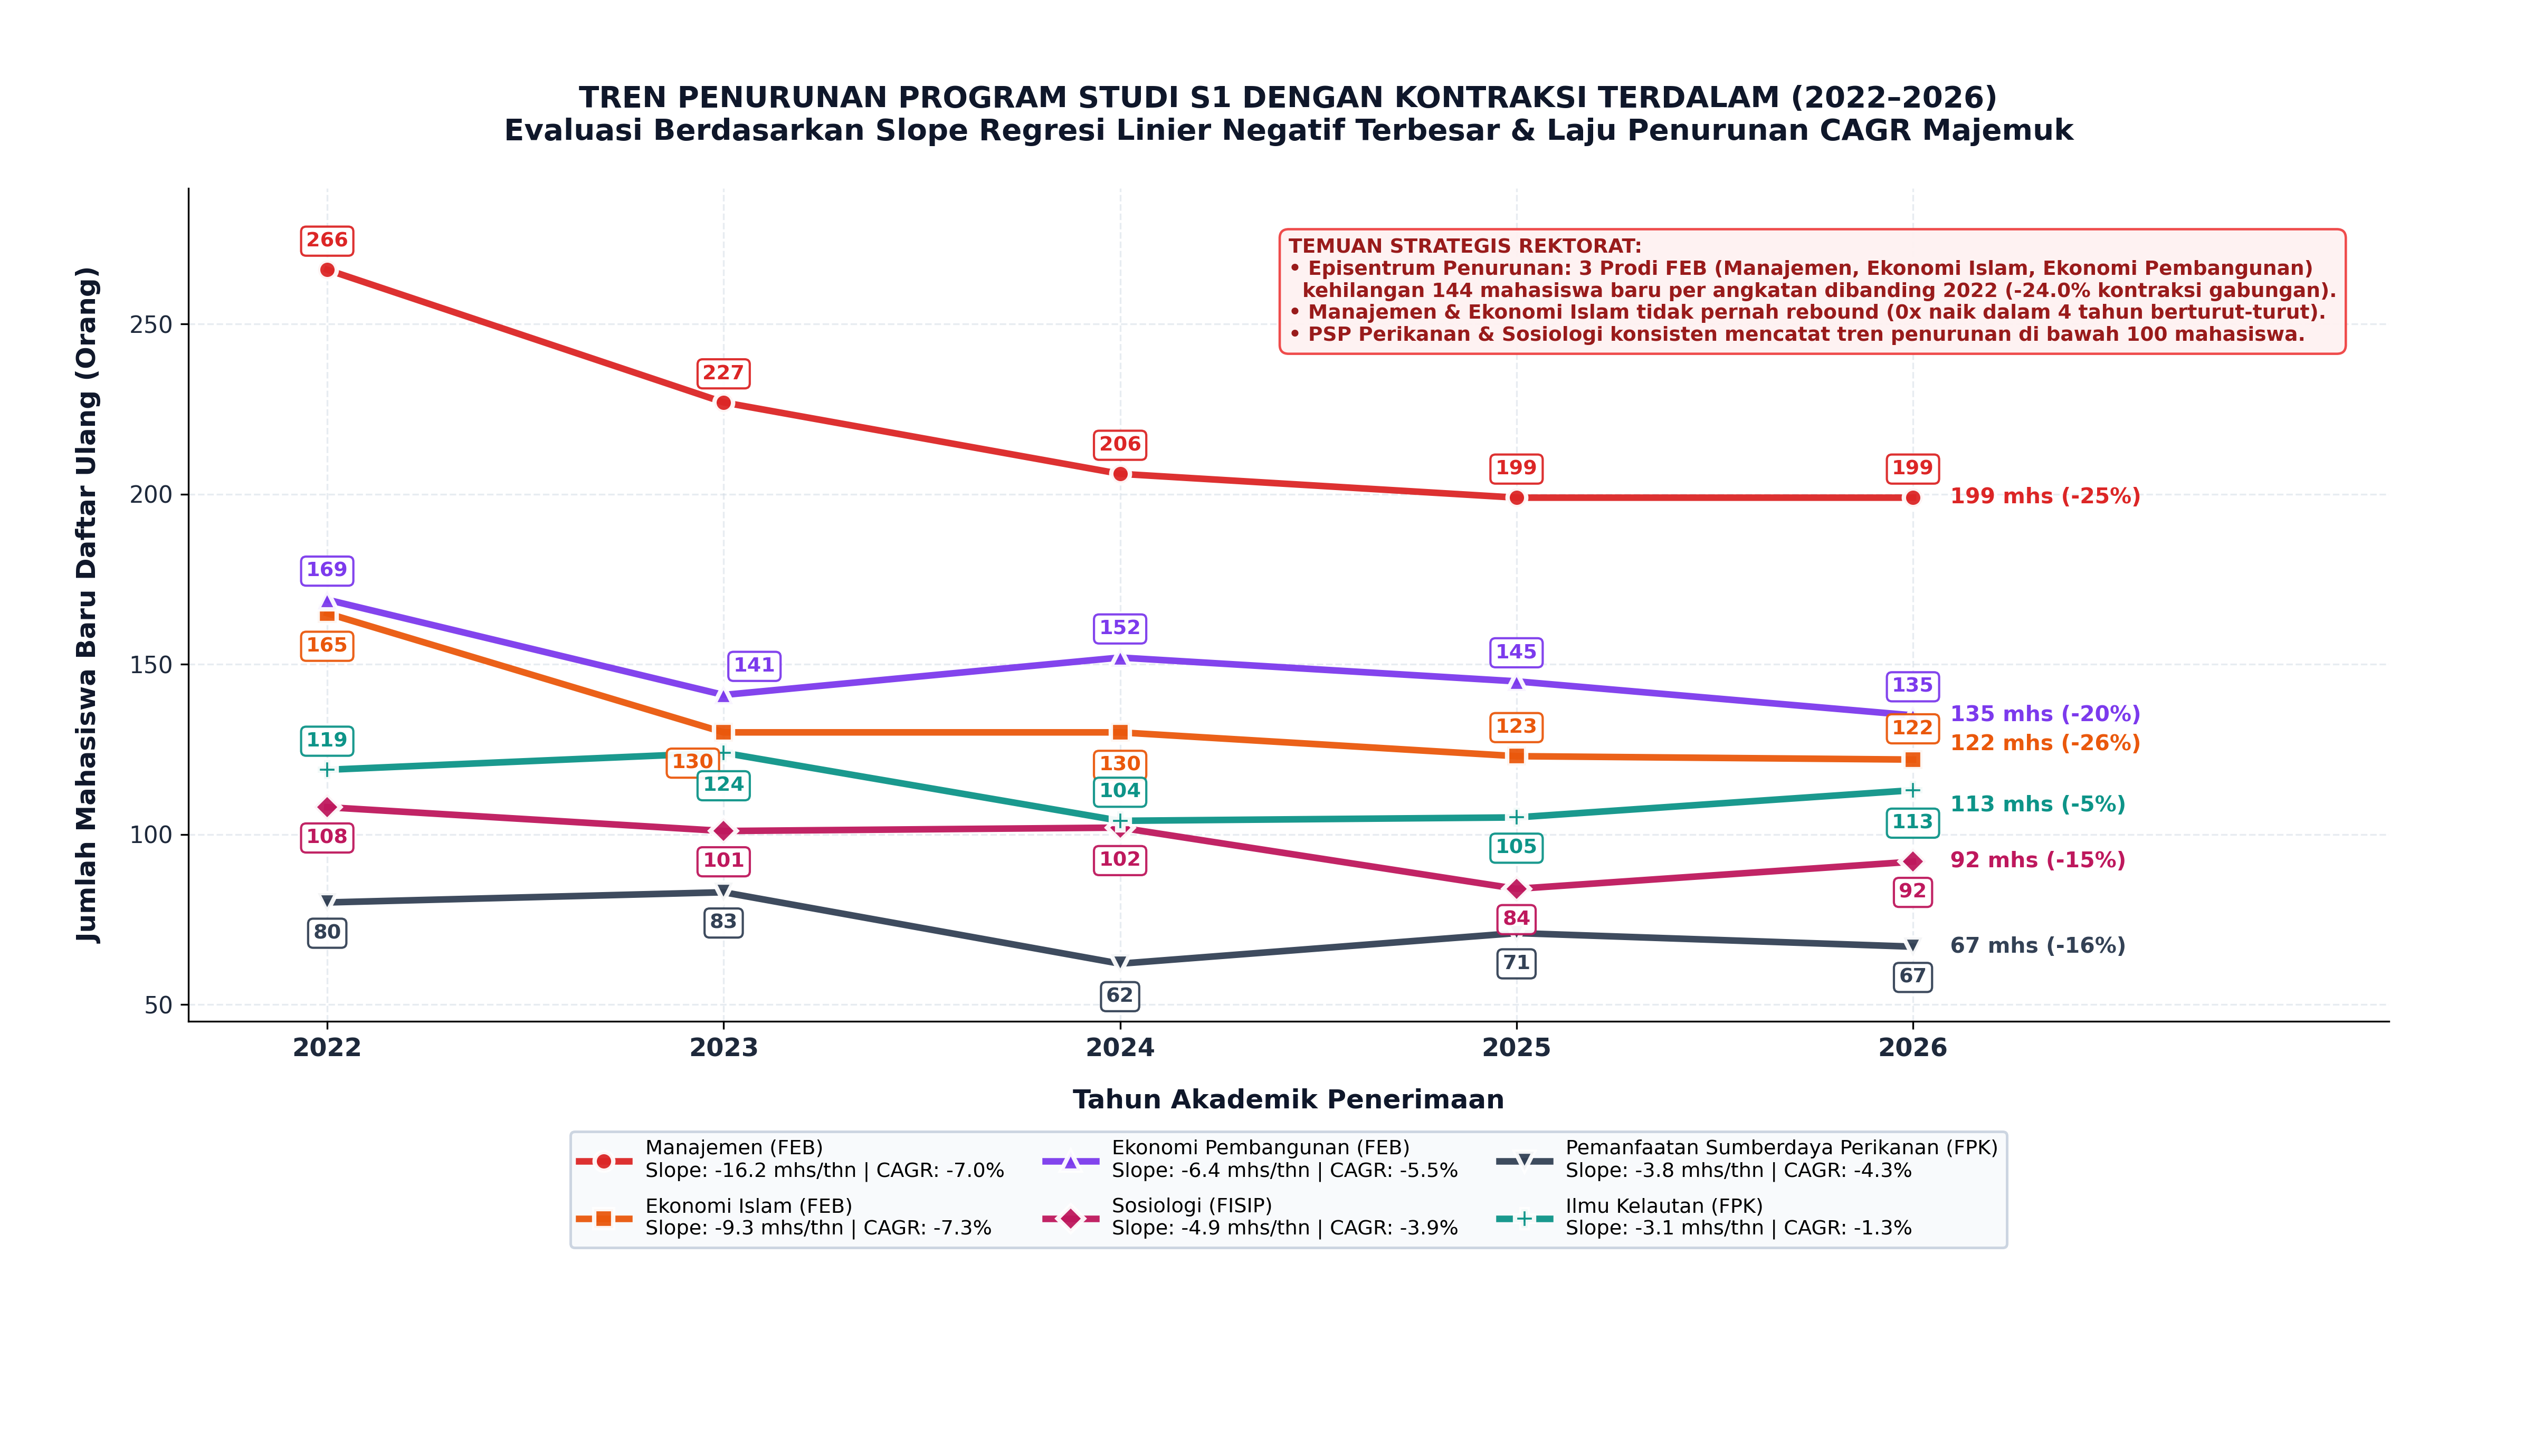 TREN PENURUNAN PROGRAM STUDI S1 DENGAN KONTRAKSI TERDALAM (2022–2026)
Evaluasi Berdasarkan Slope Regresi Linier Negatif Terbesar & Laju Penurunan CAGR Majemuk
Jumlah Mahasiswa Baru Daftar Ulang (Orang)
250
200
150
100
50
TEMUAN STRATEGIS REKTORAT:
• Episentrum Penurunan: 3 Prodi FEB (Manajemen, Ekonomi Islam, Ekonomi Pembangunan)
kehilangan 144 mahasiswa baru per angkatan dibanding 2022 (-24.0% kontraksi gabungan).
• Manajemen & Ekonomi Islam tidak pernah rebound (0x naik dalam 4 tahun berturut-turut).
• PSP Perikanan & Sosiologi konsisten mencatat tren penurunan di bawah 100 mahasiswa.
266
227
206
199
199
199 mhs (-25%)
169
141
152
145
135
135 mhs (-20%)
165
130
130
123
122
122 mhs (-26%)
119
124
104
105
113
113 mhs (-5%)
108
101
102
84
92
92 mhs (-15%)
80
83
62
71
67
67 mhs (-16%)
2022
2023
2024
2025
2026
Tahun Akademik Penerimaan
Manajemen (FEB)
Slope: -16.2 mhs/thn | CAGR: -7.0%
Ekonomi Islam (FEB)
Slope: -9.3 mhs/thn | CAGR: -7.3%
Ekonomi Pembangunan (FEB)
Slope: -6.4 mhs/thn | CAGR: -5.5%
Sosiologi (FISIP)
Slope: -4.9 mhs/thn | CAGR: -3.9%
Pemanfaatan Sumberdaya Perikanan (FPK)
Slope: -3.8 mhs/thn | CAGR: -4.3%
Ilmu Kelautan (FPK)
Slope: -3.1 mhs/thn | CAGR: -1.3%